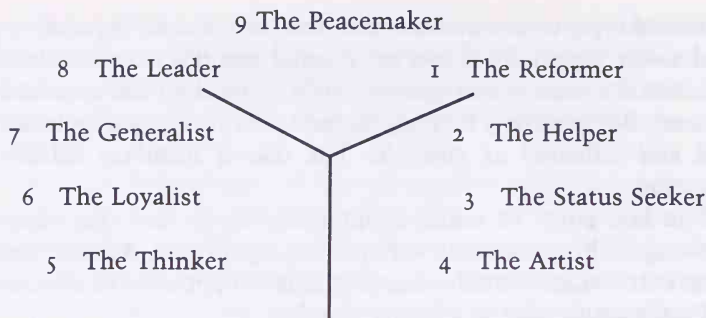 9 The Peacemaker
8 The Leader
1 The Reformer
7 The Generalist
2 The Helper
6 The Loyalist
3 The Status Seeker
5 The Thinker
4 The Artist